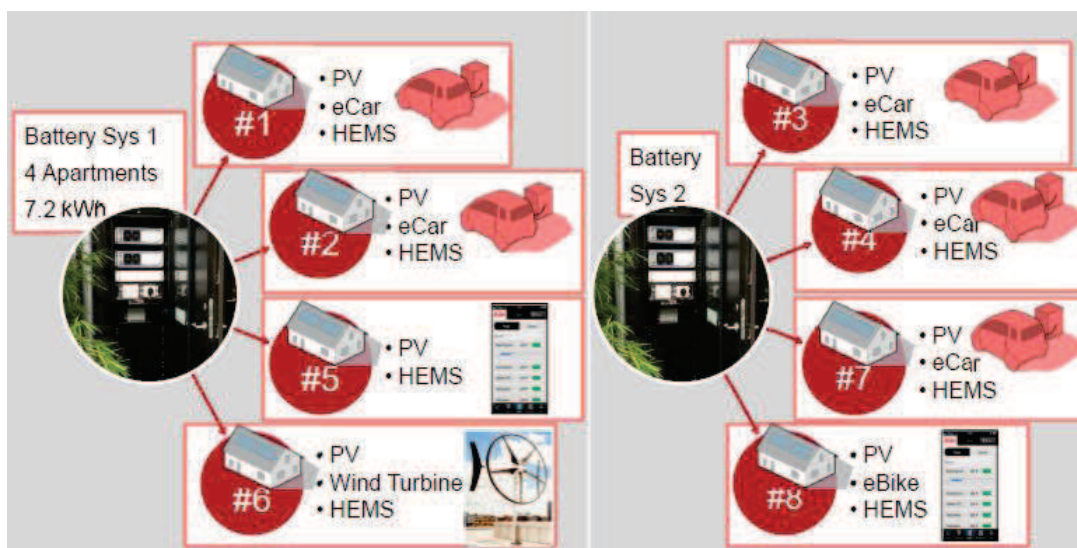 Battery Sys 1
4 Apartments
7.2 kWh
#1
• PV
• eCar
• HEMS
#2
• PV
• eCar
• HEMS
#5
• PV
• HEMS
#6
• PV
• Wind Turbine
• HEMS
Battery
Sys 2
#3
• PV
• eCar
• HEMS
#4
• PV
• eCar
• HEMS
#7
• PV
• eCar
• HEMS
#8
• PV
• eBike
• HEMS